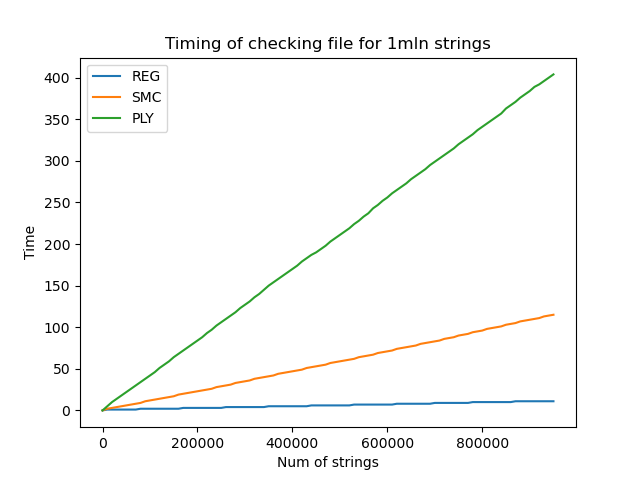 Timing of checking file for 1mln strings
REG
SMC
PLY
400
350
300
250
200
150
100
50
0
Time
0 200000 400000 600000 800000
Num of strings